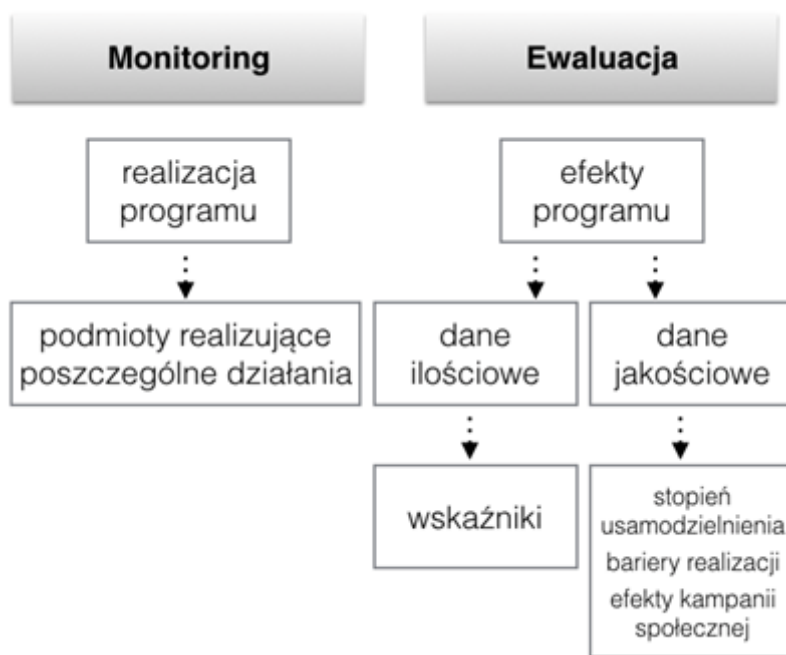 Monitoring
Ewaluacja
realizacja
programu
efekty
programu
podmioty realizujące
poszczególne działania
dane
ilościowe
dane
jakościowe
wskaźniki
stopień
usamodzielnienia
bariery realizacji
efekty kampanii
społecznej